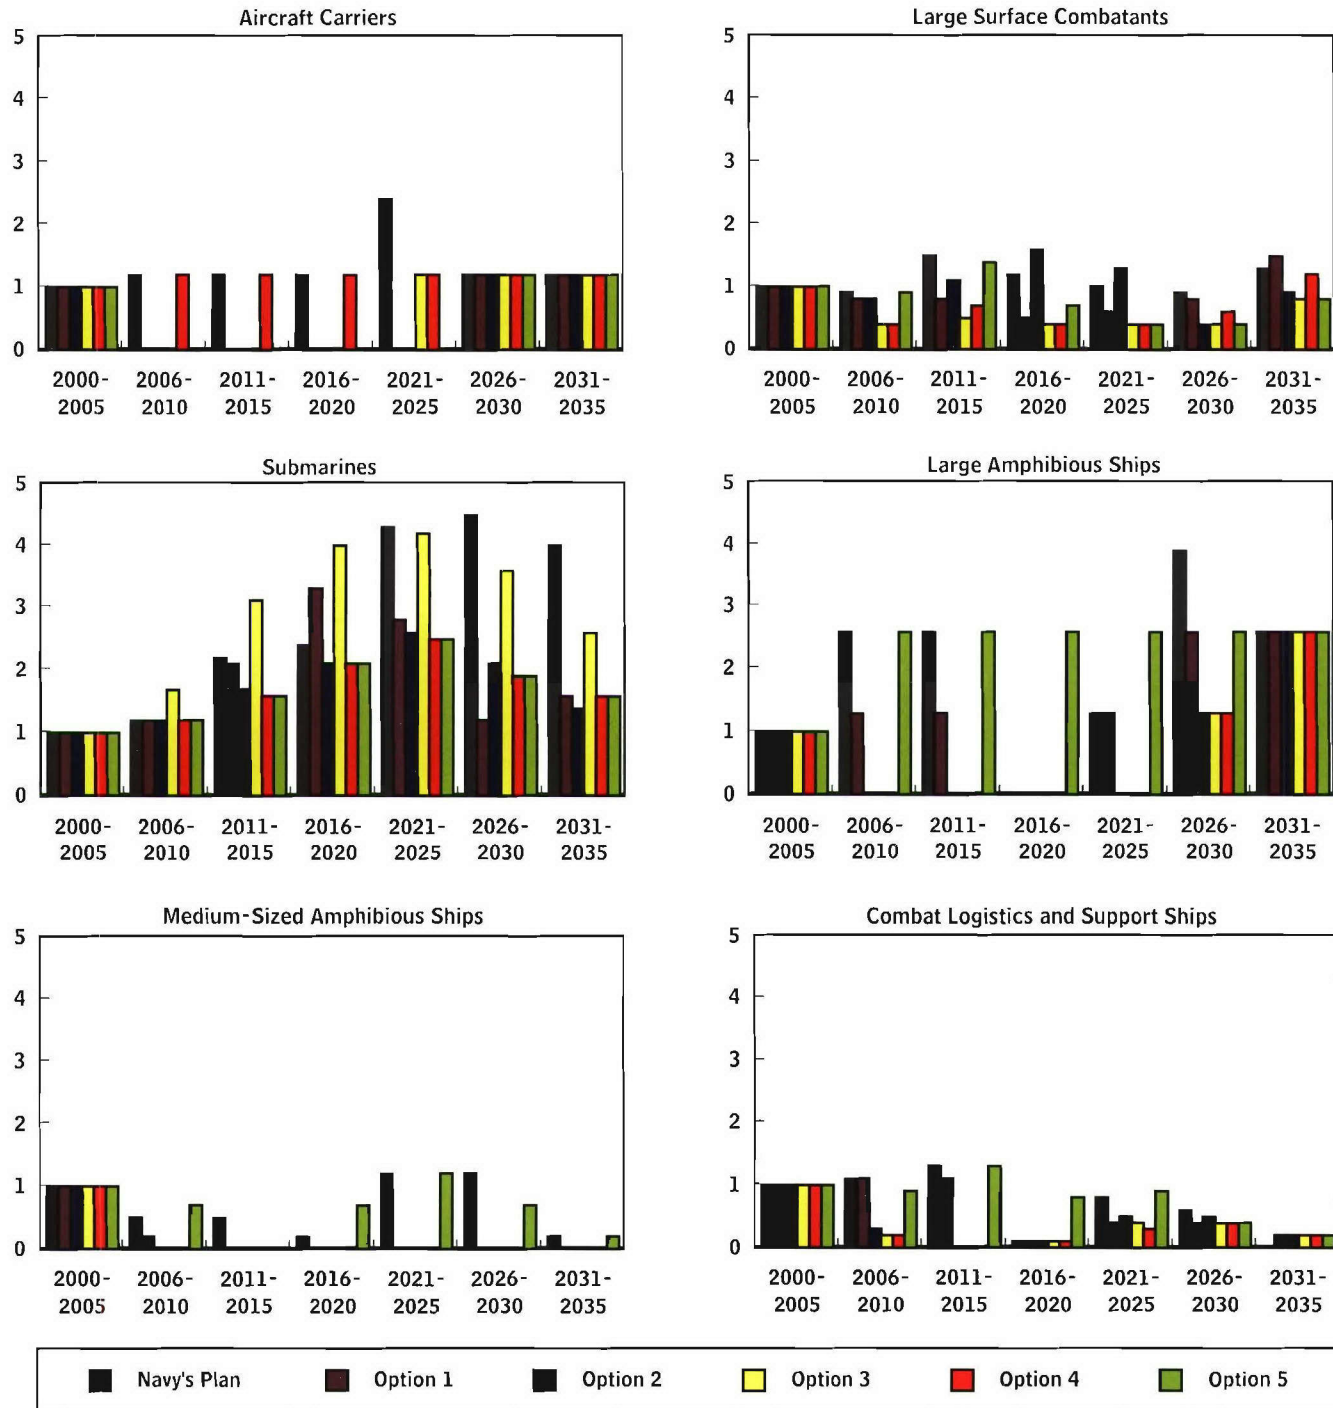 Aircraft Carriers
5
4
3
2
1
0
2000- 2006- 2011- 2016- 2021- 2026- 2031-
2005 2010 2015 2020 2025 2030 2035
Large Surface Combatants
5
4
3
2
1
0
2000- 2006- 2011- 2016- 2021- 2026- 2031-
2005 2010 2015 2020 2025 2030 2035
Submarines
5
4
3
2
1
0
2000- 2006- 2011- 2016- 2021- 2026- 2031-
2005 2010 2015 2020 2025 2030 2035
Large Amphibious Ships
5
4
3
2
1
0
2000- 2006- 2011- 2016- 2021- 2026- 2031-
2005 2010 2015 2020 2025 2030 2035
Medium-Sized Amphibious Ships
5
4
3
2
1
0
2000- 2006- 2011- 2016- 2021- 2026- 2031-
2005 2010 2015 2020 2025 2030 2035
Combat Logistics and Support Ships
5
4
3
2
1
0
2000- 2006- 2011- 2016- 2021- 2026- 2031-
2005 2010 2015 2020 2025 2030 2035
Navy's Plan Option 1 Option 2 Option 3 Option 4 Option 5